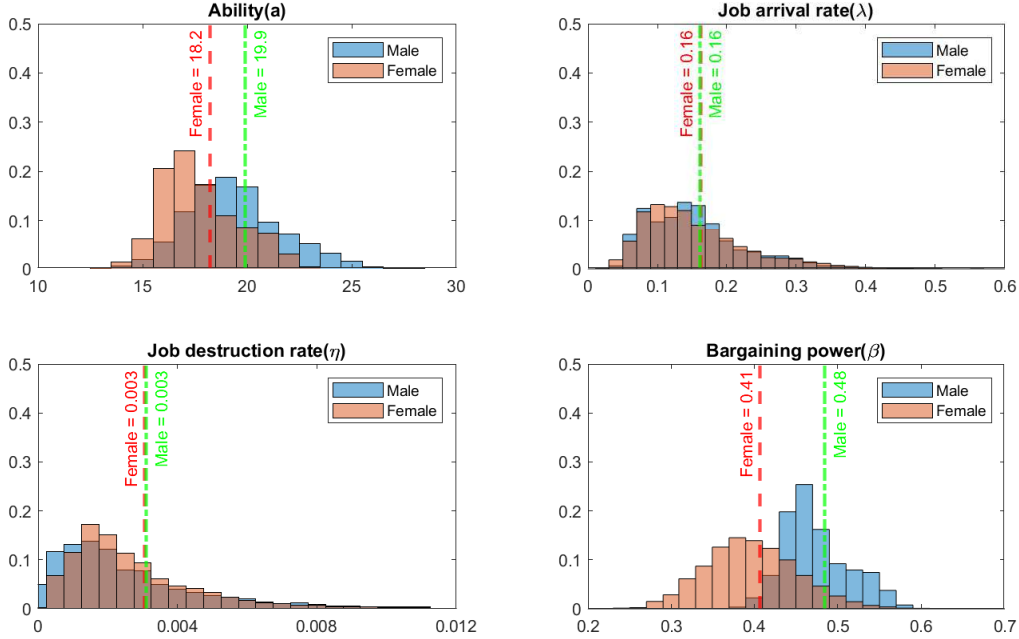 Ability(a)
0.5
0.4
0.3
0.2
0.1
0
10
15
20
25
30
Female = 18.2
Male = 19.9
Male
Female
Job arrival rate(λ)
0.5
0.4
0.3
0.2
0.1
0
0.1
0.2
0.3
0.4
0.5
0.6
Female = 0.16
Male = 0.16
Male
Female
Job destruction rate(η)
0.5
0.4
0.3
0.2
0.1
0
0
0.004
0.008
0.012
Female = 0.003
Male = 0.003
Male
Female
Bargaining power(β)
0.5
0.4
0.3
0.2
0.1
0
0.2
0.3
0.4
0.5
0.6
0.7
Female = 0.41
Male = 0.48
Male
Female